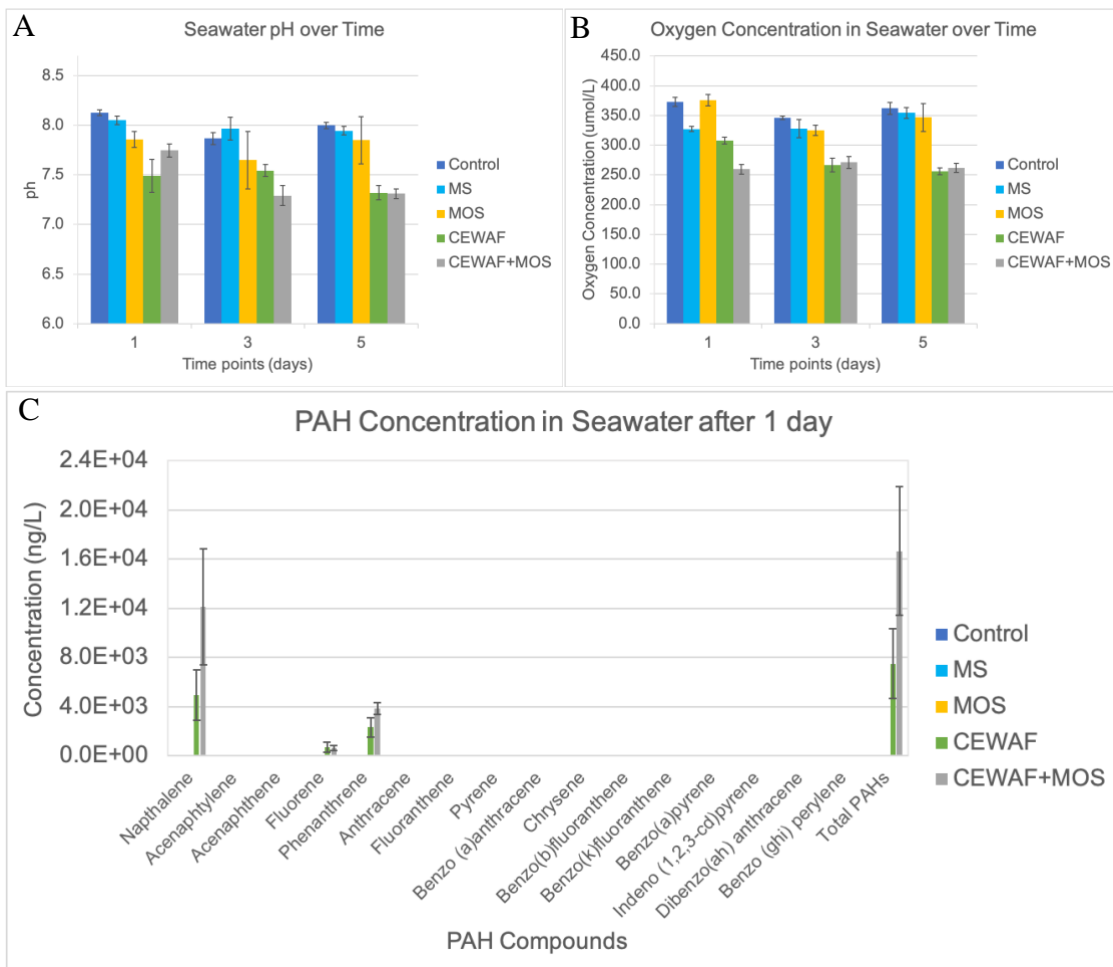 A
Seawater pH over Time
8.5
8.0
7.5
7.0
6.5
6.0
ph
1 3 5
Time points (days)
Control
MS
MOS
CEWAF
CEWAF+MOS
B
Oxygen Concentration in Seawater over Time
450.0
400.0
350.0
300.0
250.0
200.0
150.0
100.0
50.0
0.0
Oxygen Concentration (umol/L)
1 3 5
Time points (days)
Control
MS
MOS
CEWAF
CEWAF+MOS
C
PAH Concentration in Seawater after 1 day
2.4E+04
2.0E+04
1.6E+04
1.2E+04
8.0E+03
4.0E+03
0.0E+00
Concentration (ng/L)
Napthalene
Acenaphtylene
Acenaphthene
Fluorene
Phenanthrene
Anthracene
Fluoranthene
Pyrene
Benzo (a)anthracene
Chrysene
Benzo(b)fluoranthene
Benzo(k)fluoranthene
Benzo(a)pyrene
Indeno (1,2,3-cd)pyrene
Dibenzo(ah) anthracene
Benzo (ghi) perylene
Total PAHs
PAH Compounds
Control
MS
MOS
CEWAF
CEWAF+MOS